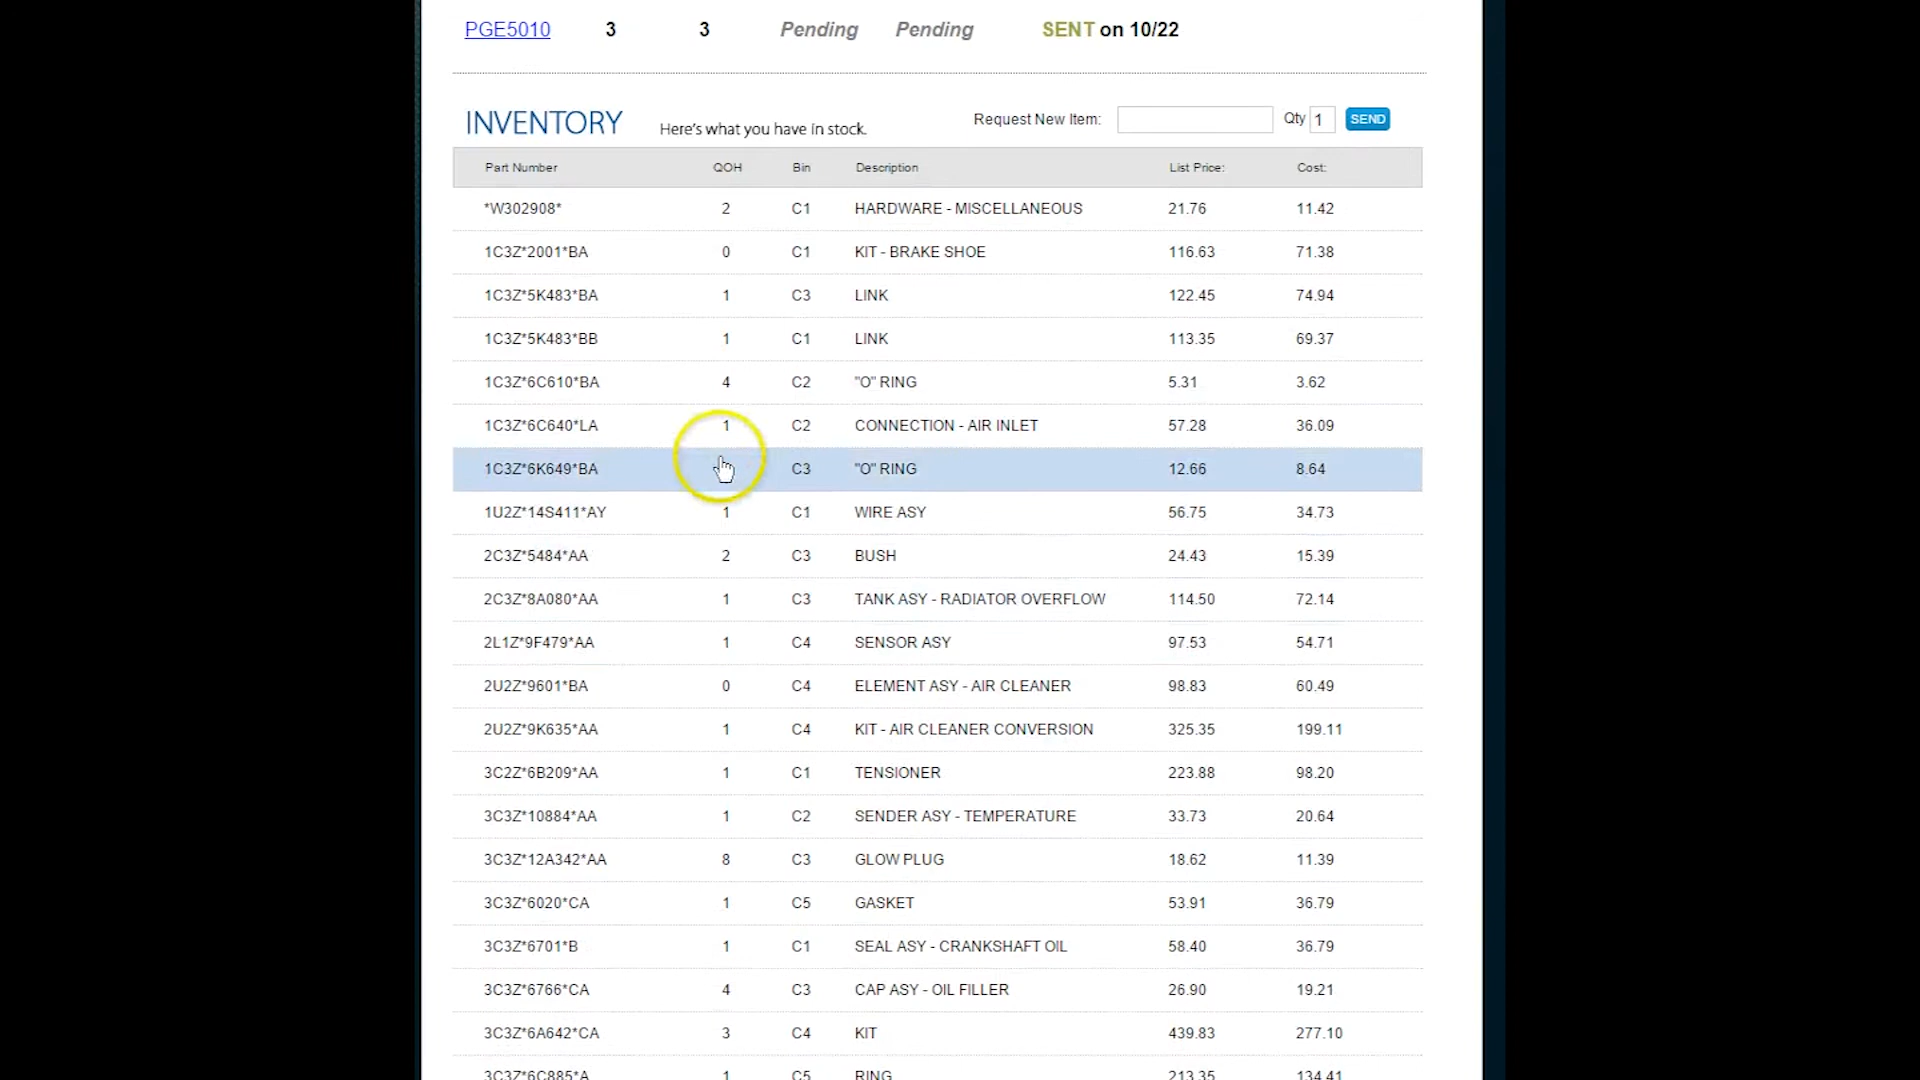 PGE5010 3 3 Pending Pending SENT on 10/22
INVENTORY Here's what you have in stock. Request New Item: Qty 1 SEND
Part Number QOH Bin Description List Price: Cost:
*W302908* 2 C1 HARDWARE - MISCELLANEOUS 21.76 11.42
1C3Z*2001*BA 0 C1 KIT - BRAKE SHOE 116.63 71.38
1C3Z*5K483*BA 1 C3 LINK 122.45 74.94
1C3Z*5K483*BB 1 C1 LINK 113.35 69.37
1C3Z*6C610*BA 4 C2 "O" RING 5.31 3.62
1C3Z*6C640*LA 1 C2 CONNECTION - AIR INLET 57.28 36.09
1C3Z*6K649*BA C3 "O" RING 12.66 8.64
1U2Z*14S411*AY 1 C1 WIRE ASY 56.75 34.73
2C3Z*5484*AA 2 C3 BUSH 24.43 15.39
2C3Z*8A080*AA 1 C3 TANK ASY - RADIATOR OVERFLOW 114.50 72.14
2L1Z*9F479*AA 1 C4 SENSOR ASY 97.53 54.71
2U2Z*9601*BA 0 C4 ELEMENT ASY - AIR CLEANER 98.83 60.49
2U2Z*9K635*AA 1 C4 KIT - AIR CLEANER CONVERSION 325.35 199.11
3C2Z*6B209*AA 1 C1 TENSIONER 223.88 98.20
3C3Z*10884*AA 1 C2 SENDER ASY - TEMPERATURE 33.73 20.64
3C3Z*12A342*AA 8 C3 GLOW PLUG 18.62 11.39
3C3Z*6020*CA 1 C5 GASKET 53.91 36.79
3C3Z*6701*B 1 C1 SEAL ASY - CRANKSHAFT OIL 58.40 36.79
3C3Z*6766*CA 4 C3 CAP ASY - OIL FILLER 26.90 19.21
3C3Z*6A642*CA 3 C4 KIT 439.83 277.10
3C3Z*6C885*A 1 C5 RING 213.35 134.41